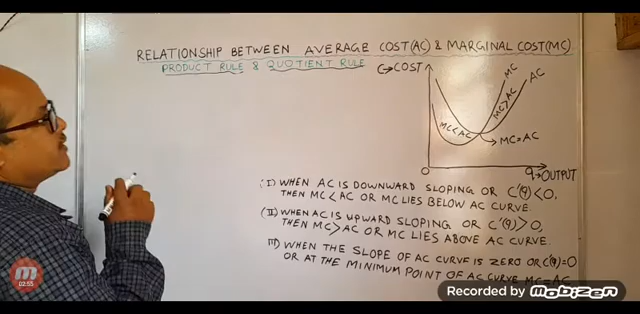 RELATIONSHIP BETWEEN AVERAGE COST(AC) & MARGINAL COST(MC)
PRODUCT RULE & QUOTIENT RULE
C→COST
MC
AC
MC<AC
MC>AC
→MC=AC
O
q→OUTPUT
(I) WHEN AC IS DOWNWARD SLOPING OR C'(q)<0,
THEN MC<AC OR MC LIES BELOW AC CURVE.
(II) WHEN AC IS UPWARD SLOPING OR C'(q)>0,
THEN MC>AC OR MC LIES ABOVE AC CURVE.
III) WHEN THE SLOPE OF AC CURVE IS ZERO OR C'(q)=0
OR AT THE MINIMUM POINT OF AC CURVE MC=AC
02:55
Recorded by Mobizen